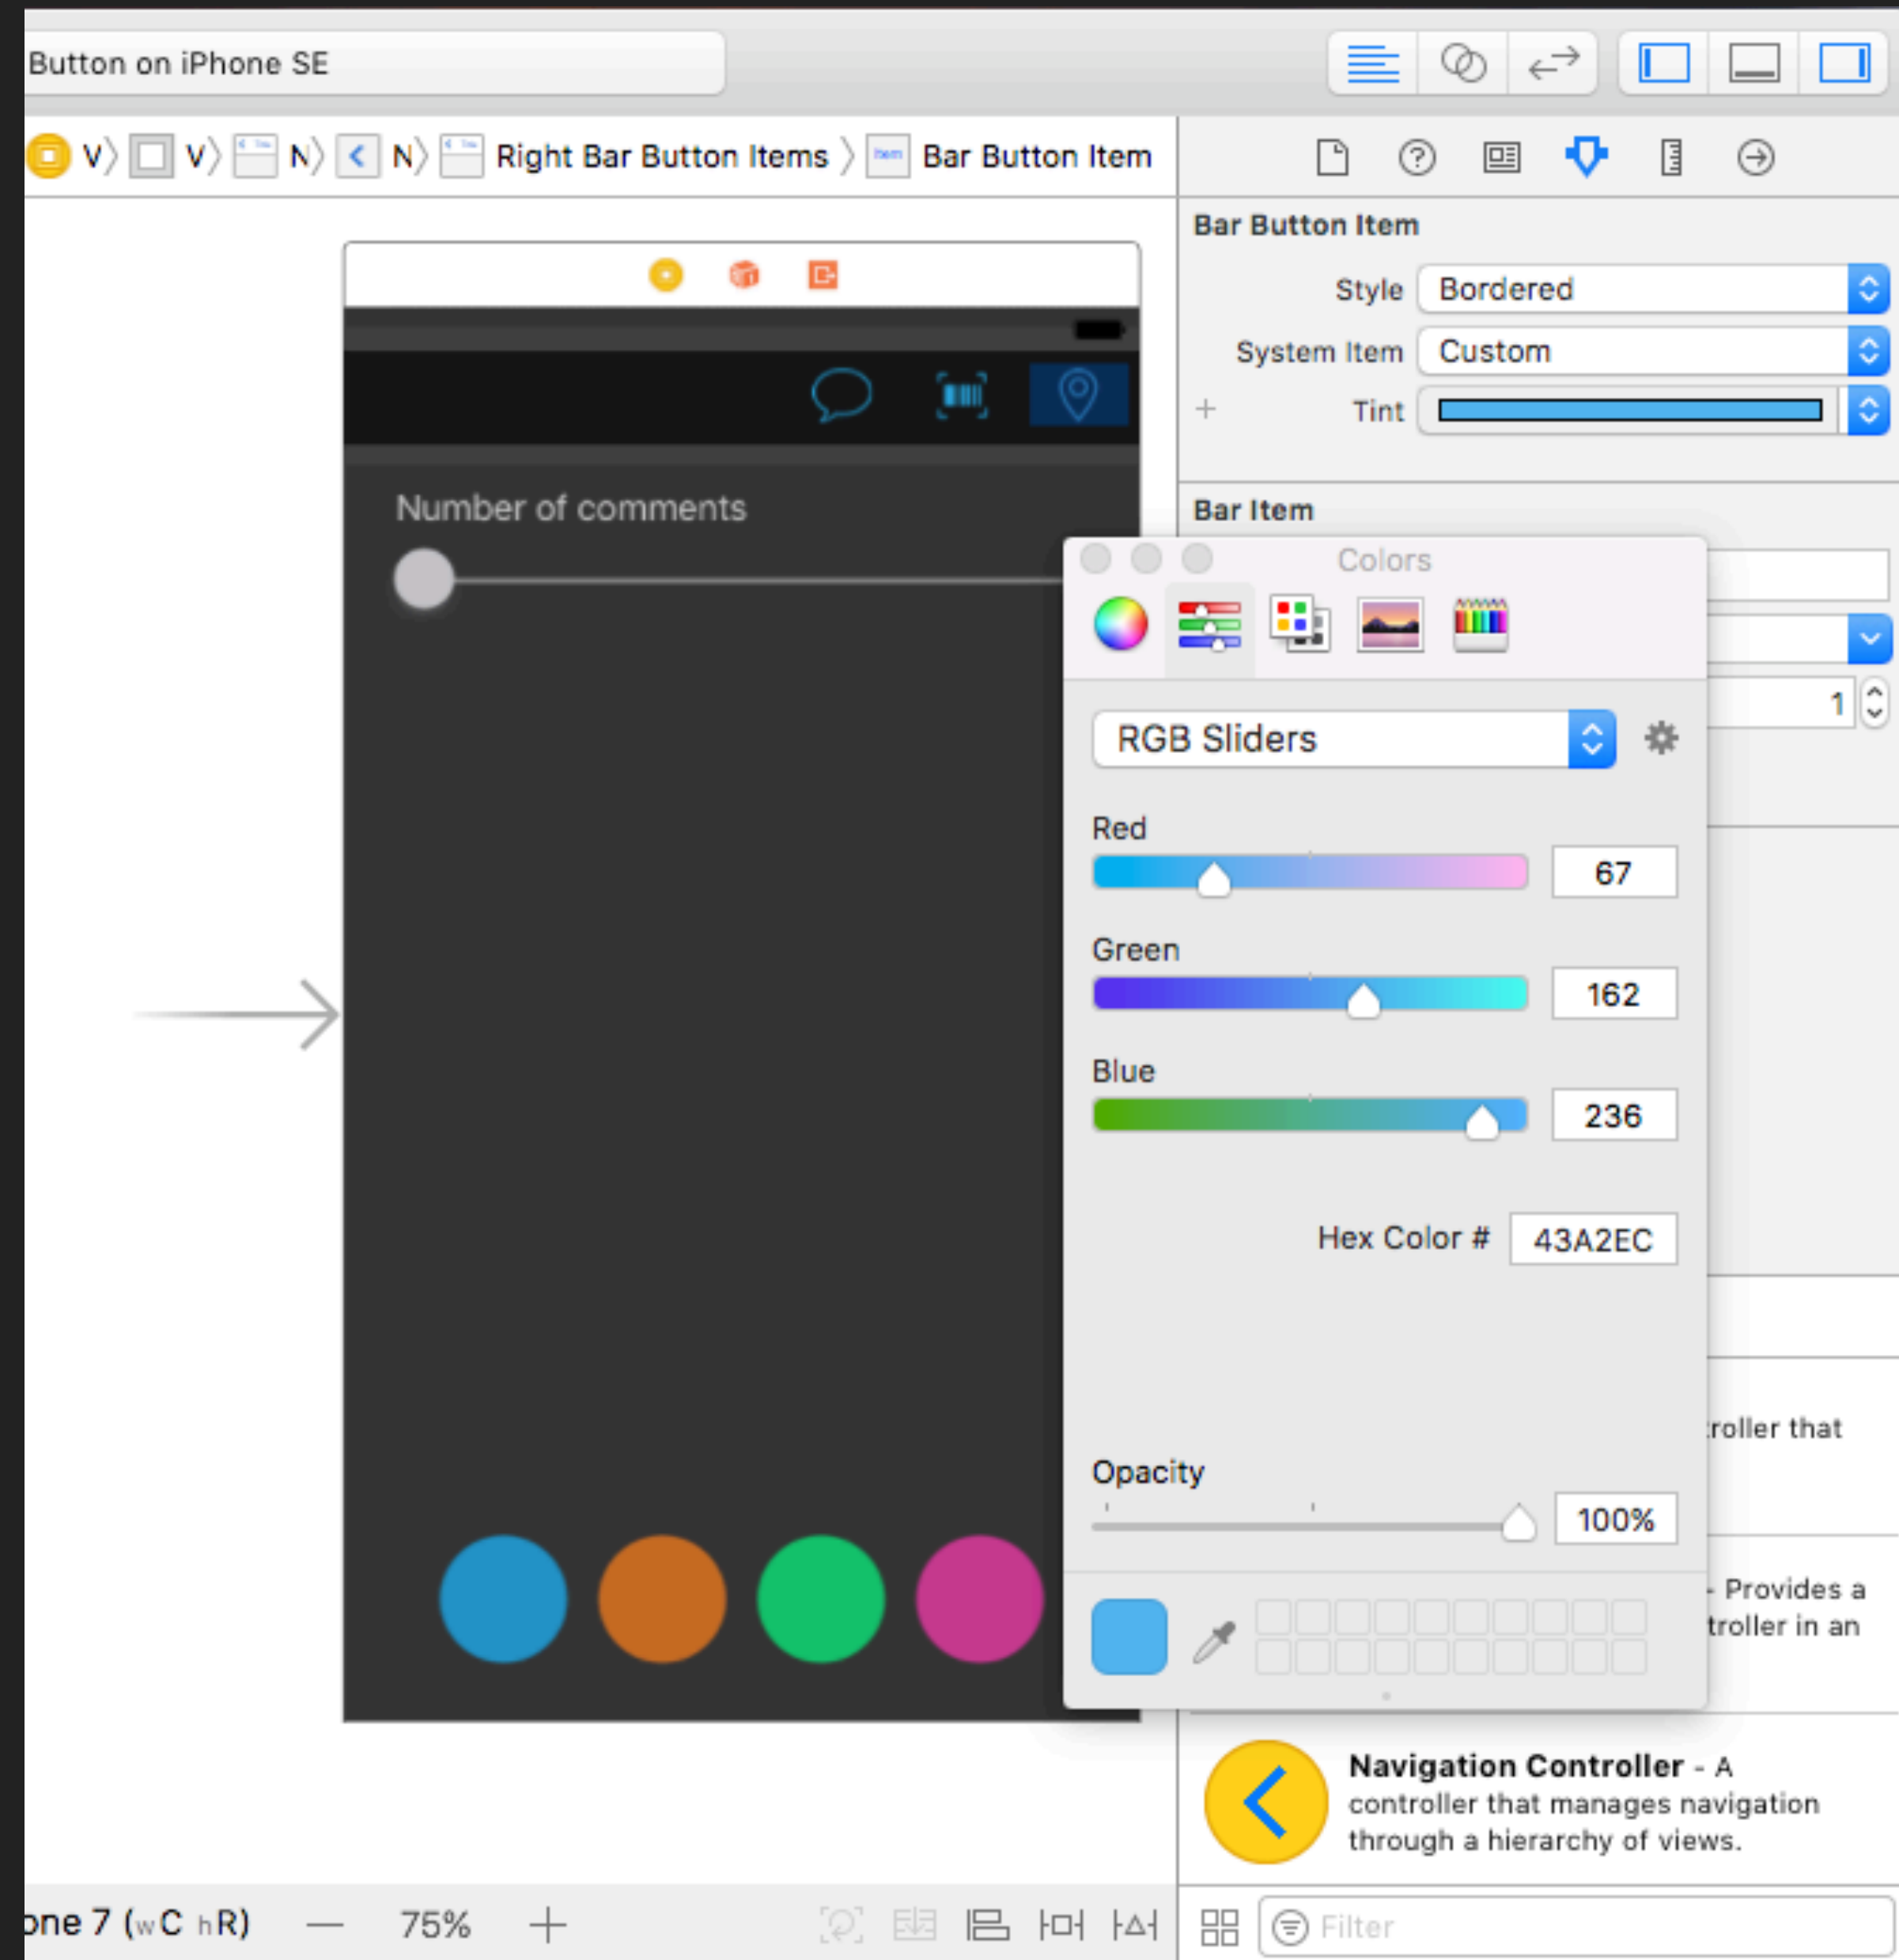 Button on iPhone SE
V〉 V〉 N〉 N〉 Right Bar Button Items 〉 Bar Button Item
Bar Button Item
Style Bordered
System Item Custom
+ Tint
Number of comments
Bar Item
Colors
1
RGB Sliders
Red
67
Green
162
Blue
236
Hex Color # 43A2EC
Opacity
100%
troller that
- Provides a
troller in an
Navigation Controller - A
controller that manages navigation
through a hierarchy of views.
one 7 (wC hR) — 75% +
Filter